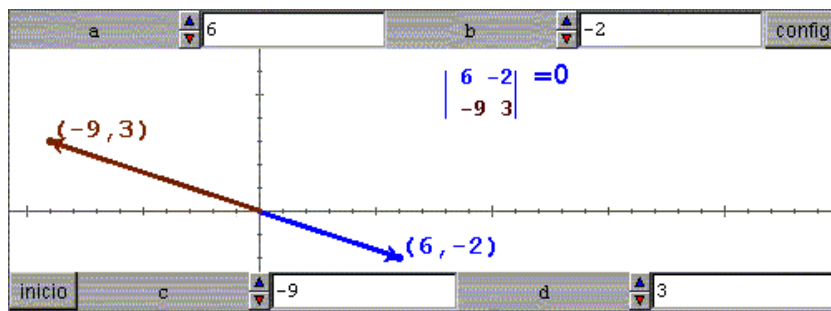 a 6 b -2 config
6 -2 =0
-9 3
(-9,3)
(6,-2)
inicio c -9 d 3